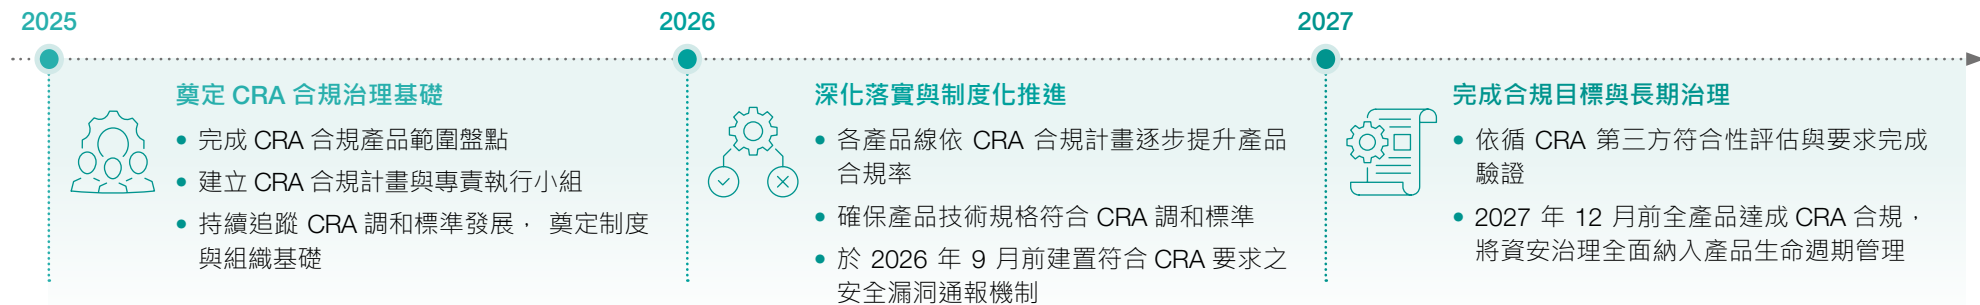 2025
2026
2027
奠定 CRA 合規治理基礎
• 完成 CRA 合規產品範圍盤點
• 建立 CRA 合規計畫與專責執行小組
• 持續追蹤 CRA 調和標準發展， 奠定制度
與組織基礎
深化落實與制度化推進
• 各產品線依 CRA 合規計畫逐步提升產品
合規率
• 確保產品技術規格符合 CRA 調和標準
• 於 2026 年 9 月前建置符合 CRA 要求之
安全漏洞通報機制
完成合規目標與長期治理
• 依循 CRA 第三方符合性評估與要求完成
驗證
• 2027 年 12 月前全產品達成 CRA 合規，
將資安治理全面納入產品生命週期管理